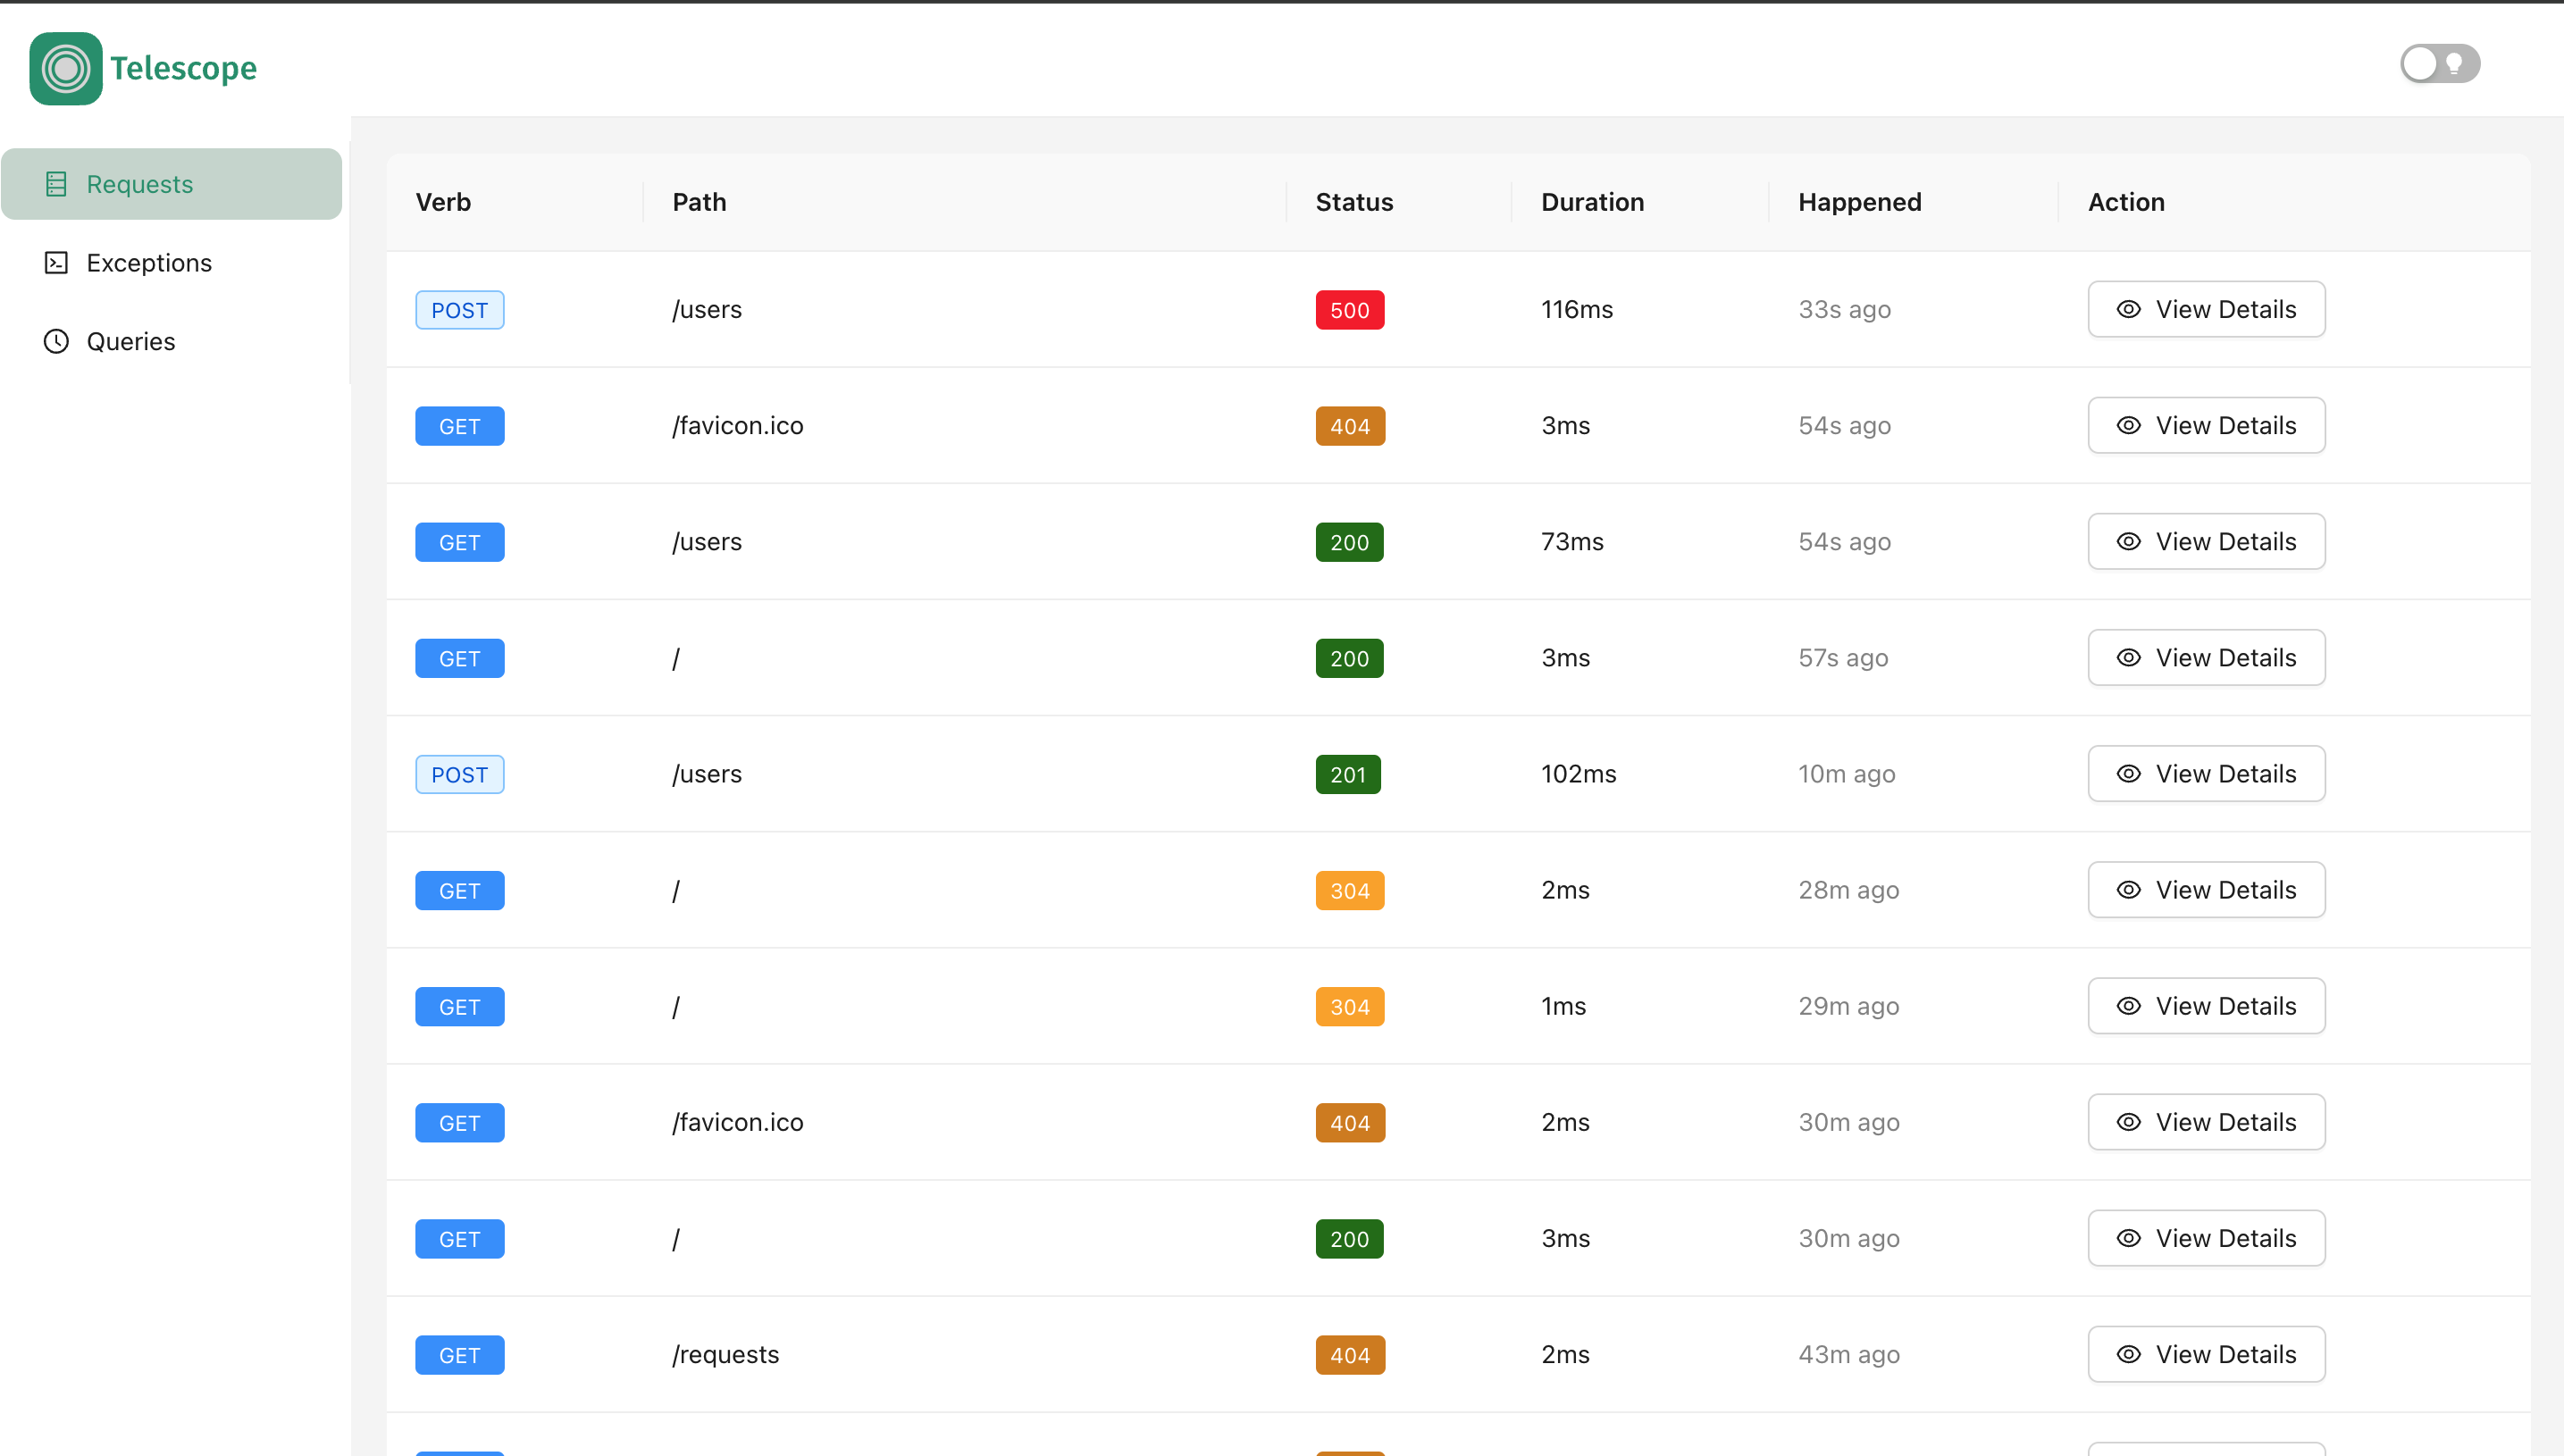 Telescope
Requests
Exceptions
Queries
Verb Path Status Duration Happened Action
POST /users 500 116ms 33s ago View Details
GET /favicon.ico 404 3ms 54s ago View Details
GET /users 200 73ms 54s ago View Details
GET / 200 3ms 57s ago View Details
POST /users 201 102ms 10m ago View Details
GET / 304 2ms 28m ago View Details
GET / 304 1ms 29m ago View Details
GET /favicon.ico 404 2ms 30m ago View Details
GET / 200 3ms 30m ago View Details
GET /requests 404 2ms 43m ago View Details